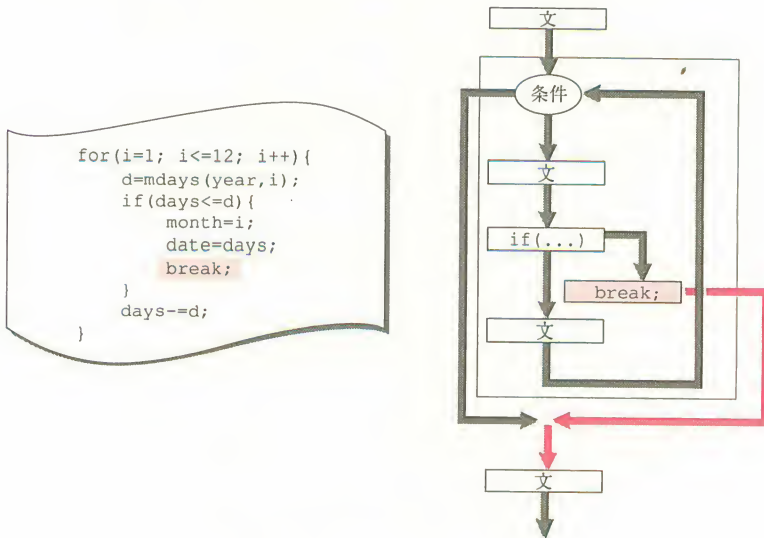 for(i=1; i<=12; i++){
d=mdays(year,i);
if(days<=d){
month=i;
date=days;
break;
}
days-=d;
}
文
条件
文
if(...)
break;
文
文